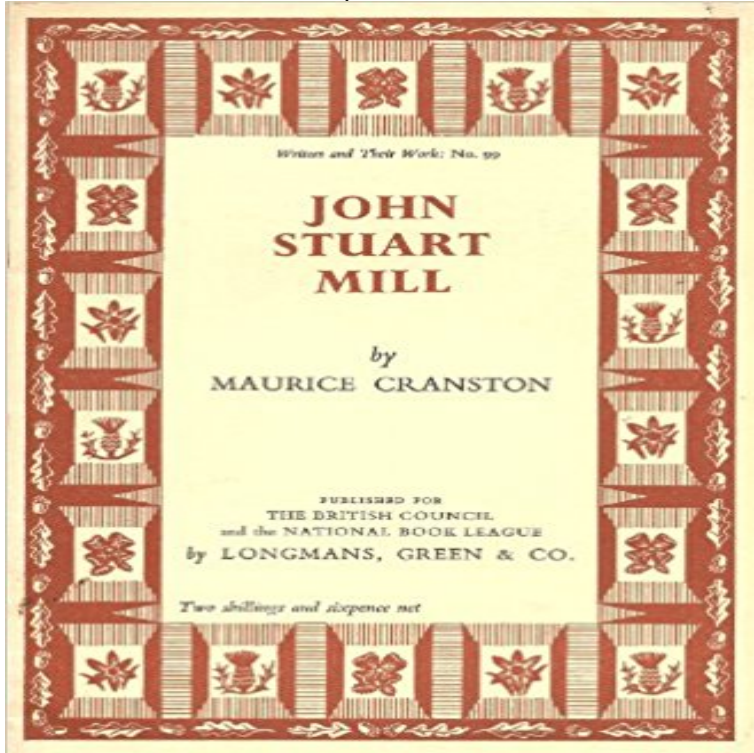 Writers and Their Work: No. 99
JOHN
STUART
MILL
by
MAURICE CRANSTON
PUBLISHED FOR
THE BRITISH COUNCIL
and the NATIONAL BOOK LEAGUE
by LONGMANS, GREEN & CO.
Two shillings and sixpence net